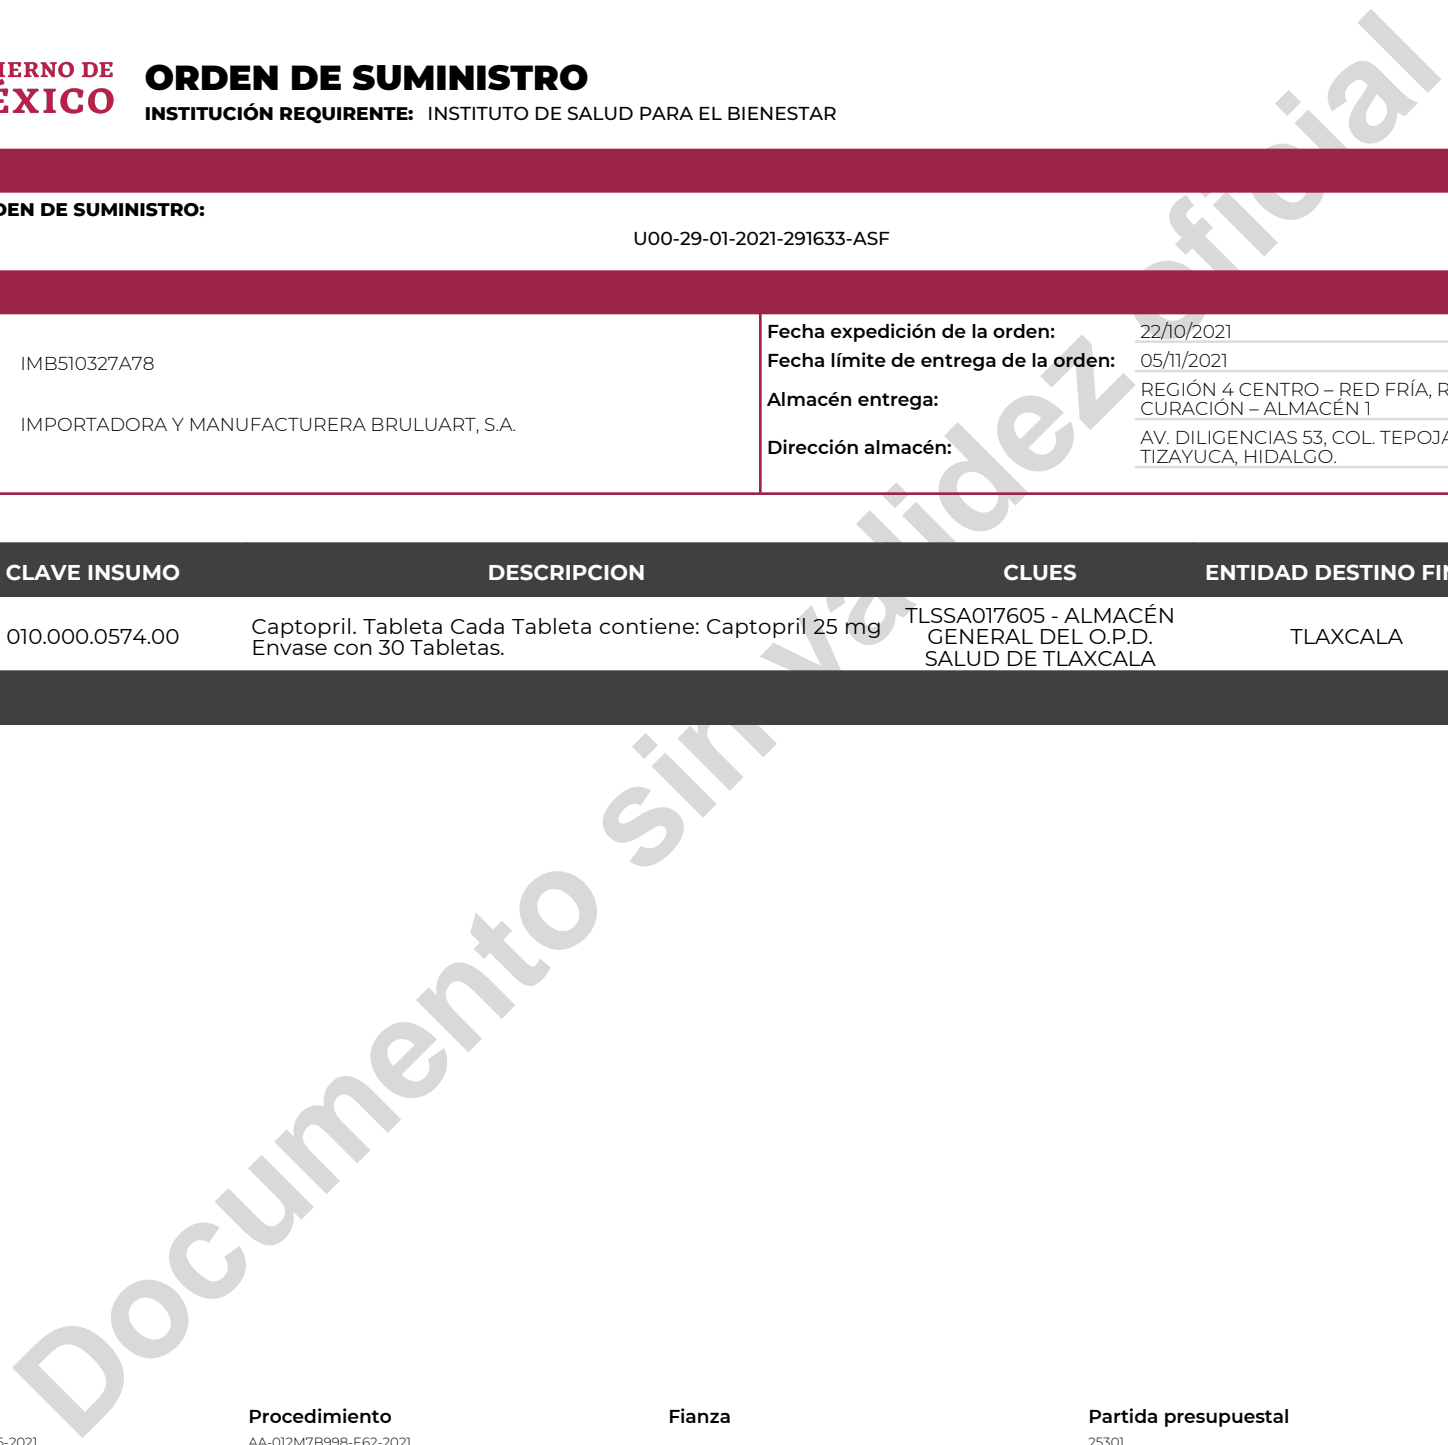 IERNO DE
ÉXICO
ORDEN DE SUMINISTRO
INSTITUCIÓN REQUIRENTE: INSTITUTO DE SALUD PARA EL BIENESTAR
DEN DE SUMINISTRO:
U00-29-01-2021-291633-ASF
IMB510327A78
IMPORTADORA Y MANUFACTURERA BRULUART, S.A.
Fecha expedición de la orden: 22/10/2021
Fecha límite de entrega de la orden: 05/11/2021
Almacén entrega: REGIÓN 4 CENTRO – RED FRÍA, R
CURACIÓN – ALMACÉN 1
Dirección almacén: AV. DILIGENCIAS 53, COL. TEPOJA
TIZAYUCA, HIDALGO.
CLAVE INSUMO DESCRIPCION CLUES ENTIDAD DESTINO FIN
010.000.0574.00
Captopril. Tableta Cada Tableta contiene: Captopril 25 mg
Envase con 30 Tabletas.
TLSSA017605 - ALMACÉN
GENERAL DEL O.P.D.
SALUD DE TLAXCALA
TLAXCALA
Documento sin validez oficial
Procedimiento Fianza Partida presupuestal
-2021 AA-012M7B998-E62-2021 25301